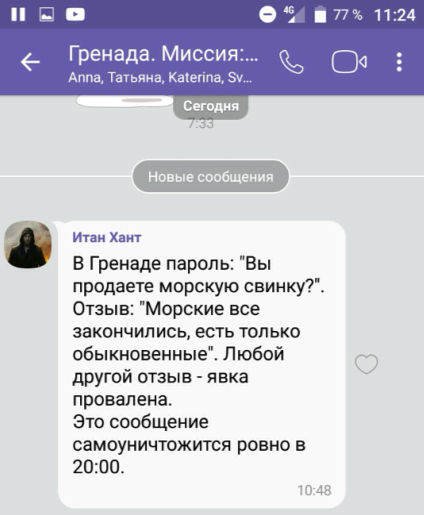 4G 77 % 11:24
Гренада. Миссия:...
Anna, Татьяна, Katerina, Sv...
Сегодня
7:33
Новые сообщения
Итан Хант
В Гренаде пароль: "Вы
продаете морскую свинку?".
Отзыв: "Морские все
закончились, есть только
обыкновенные". Любой
другой отзыв - явка
провалена.
Это сообщение
самоуничтожится ровно в
20:00.
10:48